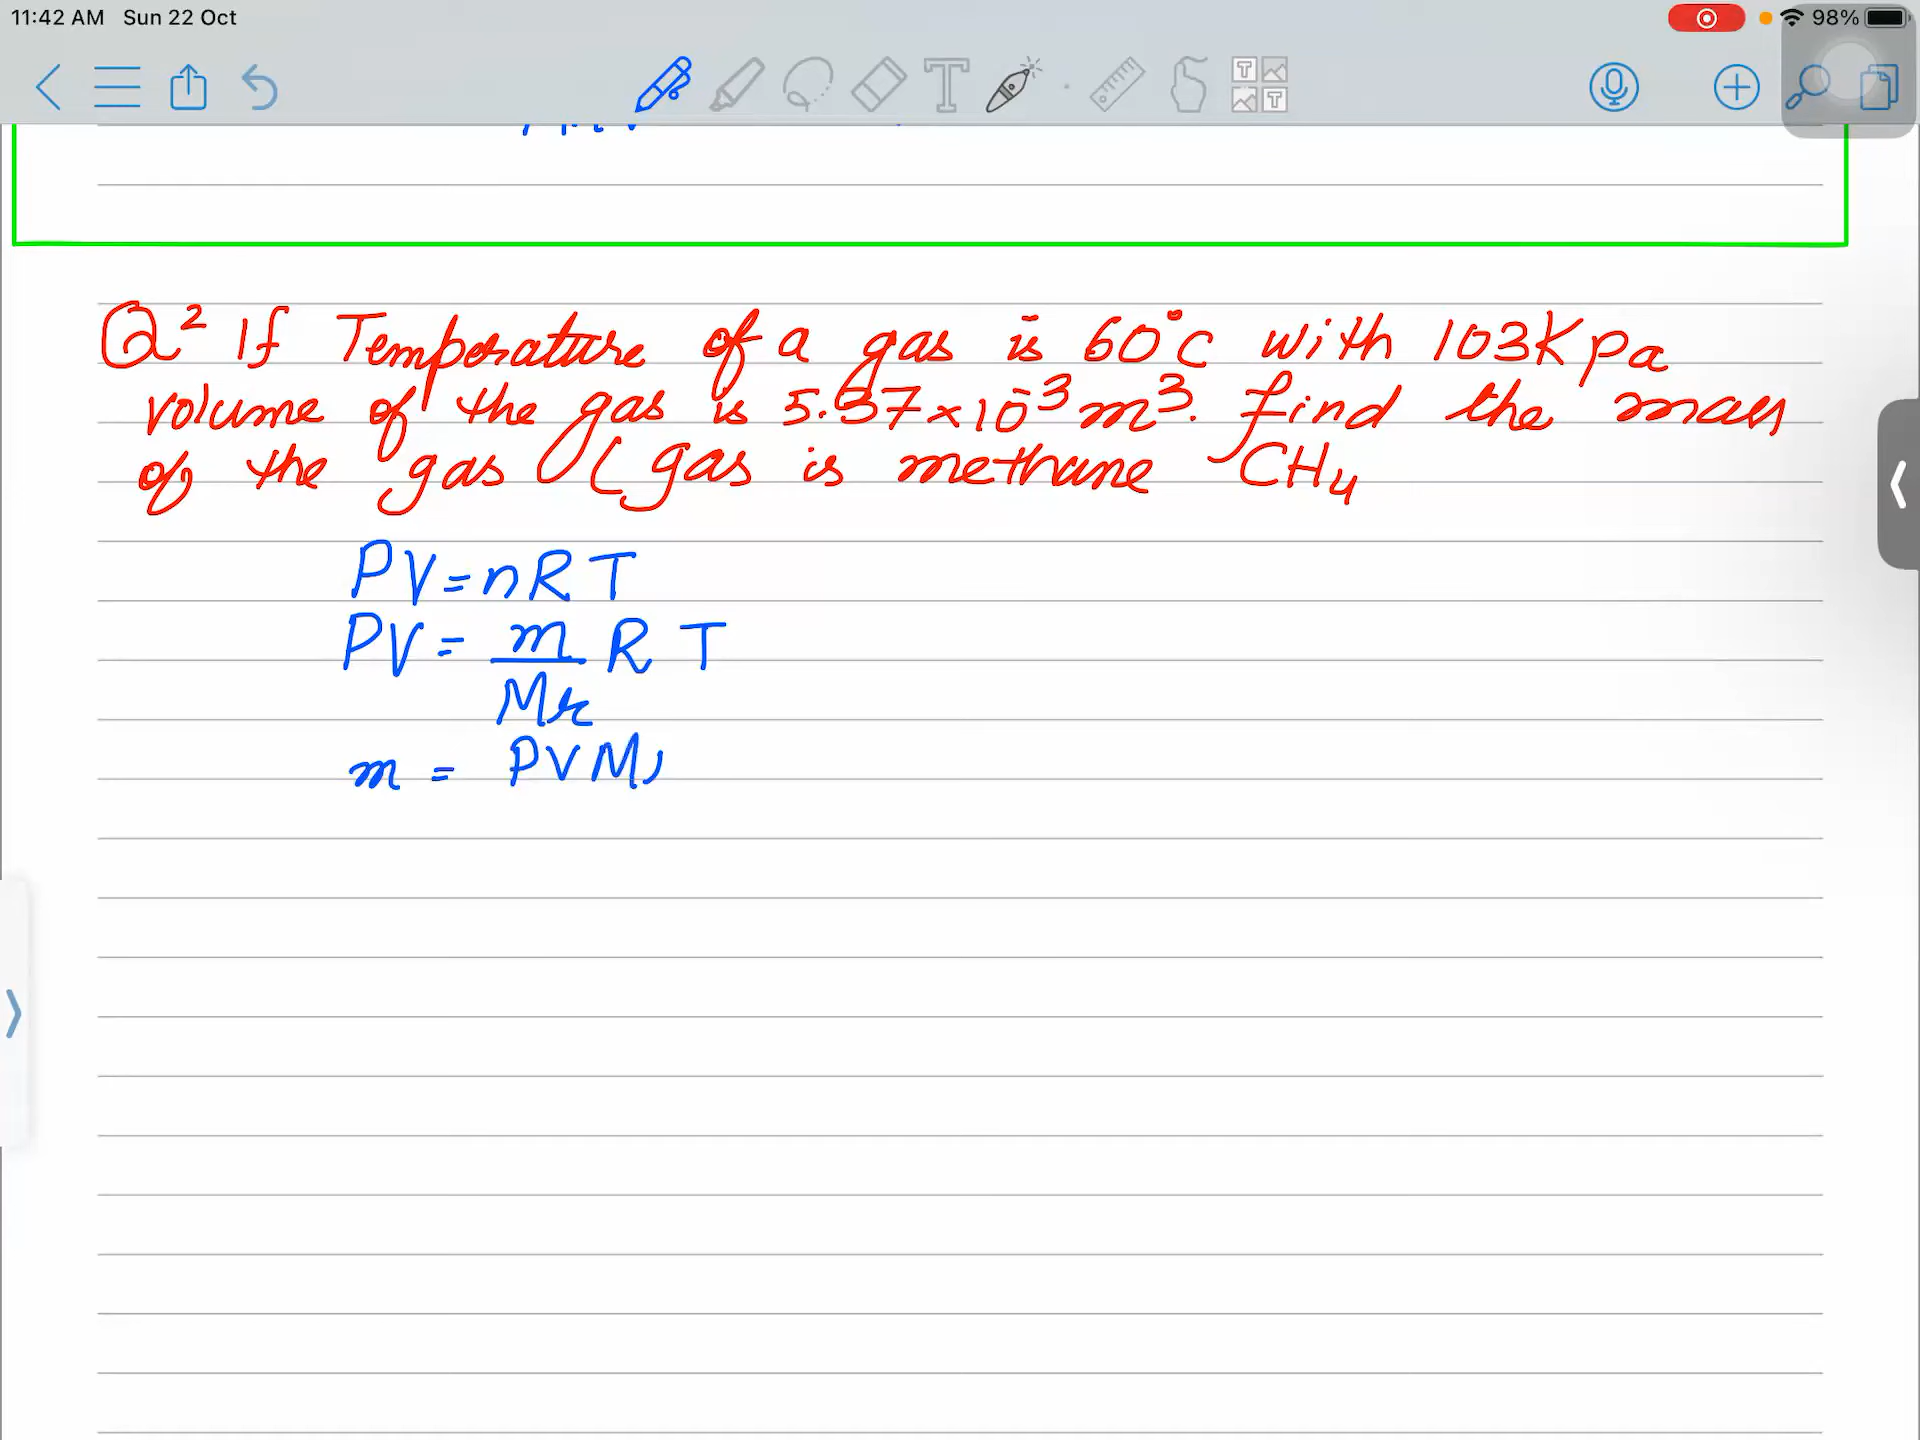 11:42 AM Sun 22 Oct
98%
Q2 If Temperature of a gas is 60°C with 103KPa
volume of the gas is 5.37×10⁻³m³. find the mass
of the gas (gas is methane CH₄
PV=nRT
PV= m/Mr RT
m = PVM